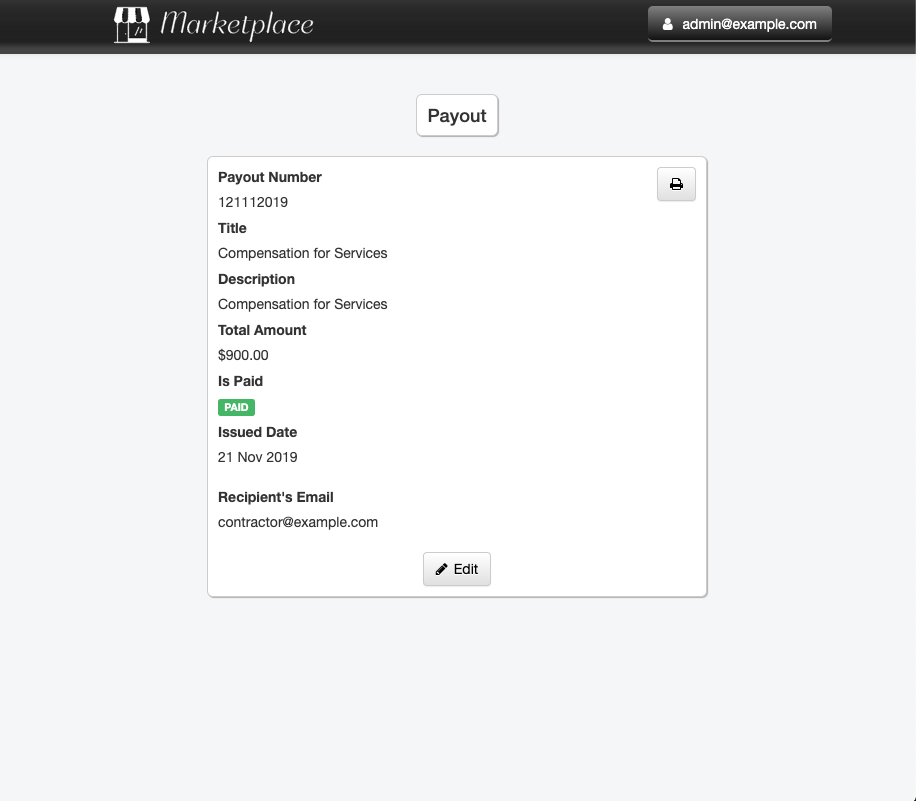 Marketplace
admin@example.com
Payout
Payout Number
121112019
Title
Compensation for Services
Description
Compensation for Services
Total Amount
$900.00
Is Paid
PAID
Issued Date
21 Nov 2019
Recipient's Email
contractor@example.com
Edit